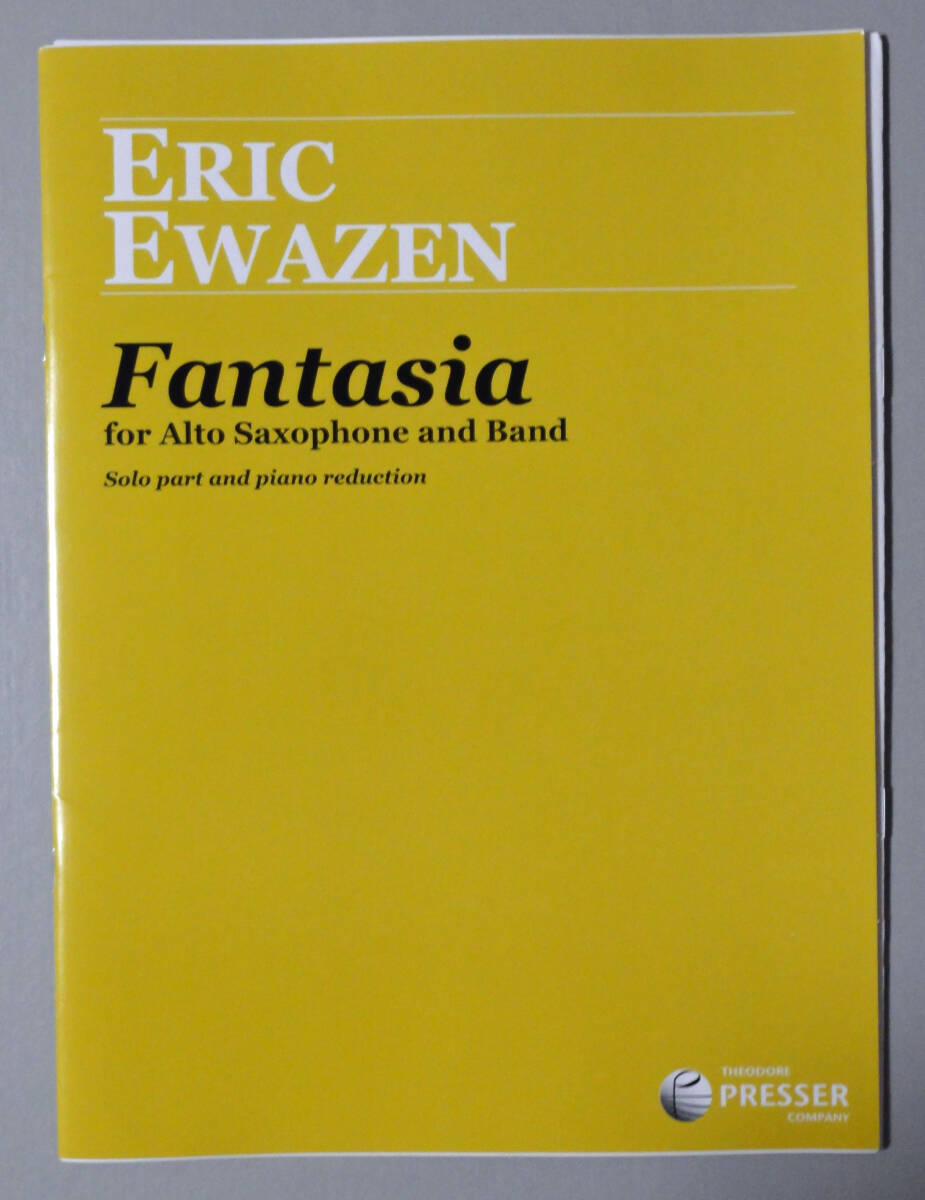 ERIC
EWAZEN
Fantasia
for Alto Saxophone and Band
Solo part and piano reduction
THEODORE
PRESSER
COMPANY